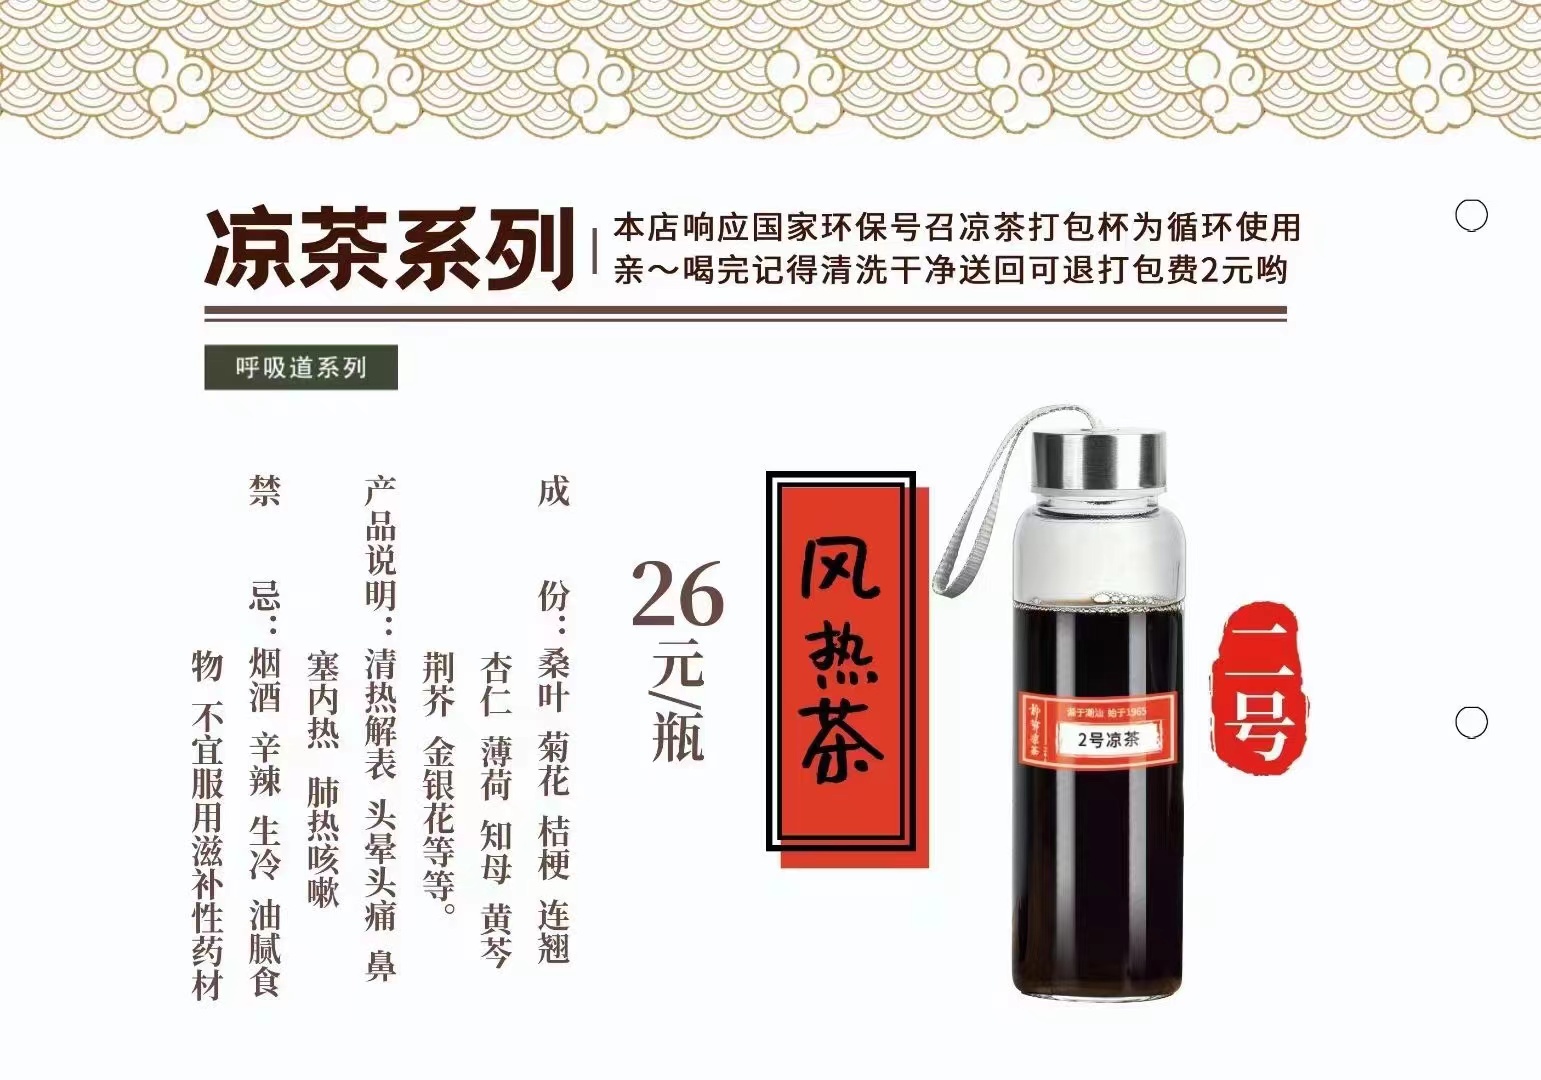 凉茶系列
本店响应国家环保号召凉茶打包杯为循环使用
亲～喝完记得清洗干净送回可退打包费2元哟
呼吸道系列
二号
风热茶
26元/瓶
成份：桑叶 菊花 桔梗 连翘
杏仁 薄荷 知母 黄芩
荆芥 金银花等等。
产品说明：清热解表 头晕头痛 鼻
塞内热 肺热咳嗽
禁忌：烟酒 辛辣 生冷 油腻食
物 不宜服用滋补性药材
源于潮汕 始于1965
2号凉茶